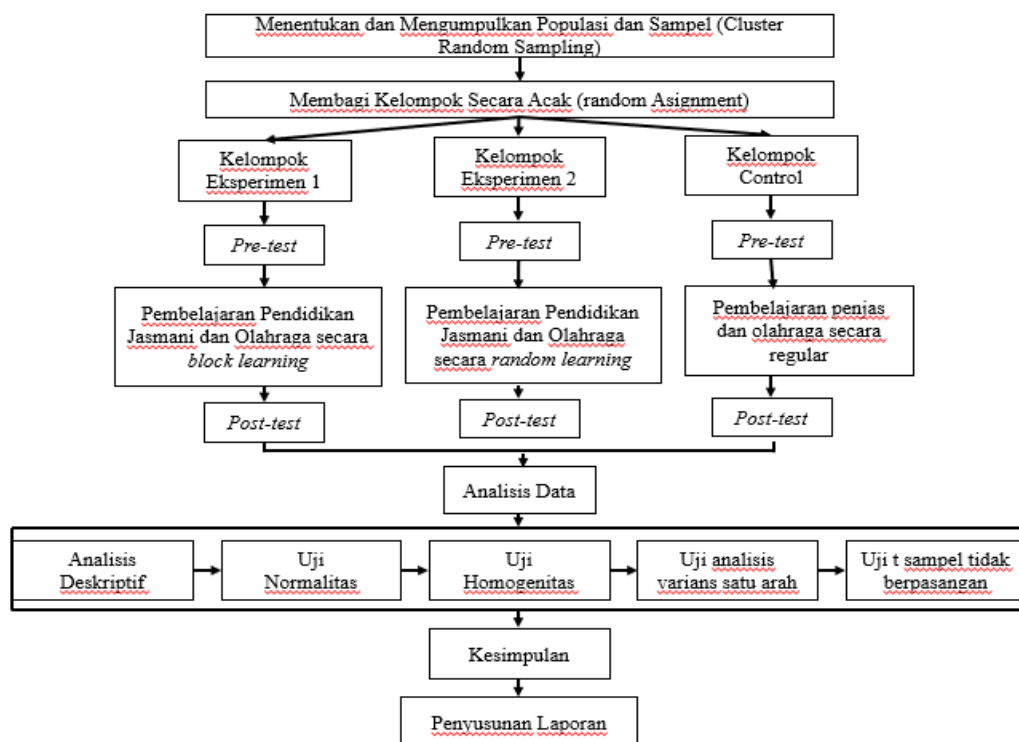 Menentukan dan Mengumpulkan Populasi dan Sampel (Cluster
Random Sampling)
Membagi Kelompok Secara Acak (random Asignment)
Kelompok
Eksperimen 1
Kelompok
Eksperimen 2
Kelompok
Control
Pre-test
Pre-test
Pre-test
Pembelajaran Pendidikan
Jasmani dan Olahraga secara
block learning
Pembelajaran Pendidikan
Jasmani dan Olahraga
secara random learning
Pembelajaran penjas
dan olahraga secara
regular
Post-test
Post-test
Post-test
Analisis Data
Analisis
Deskriptif
Uji
Normalitas
Uji
Homogenitas
Uji analisis
varians satu arah
Uji t sampel tidak
berpasangan
Kesimpulan
Penyusunan Laporan